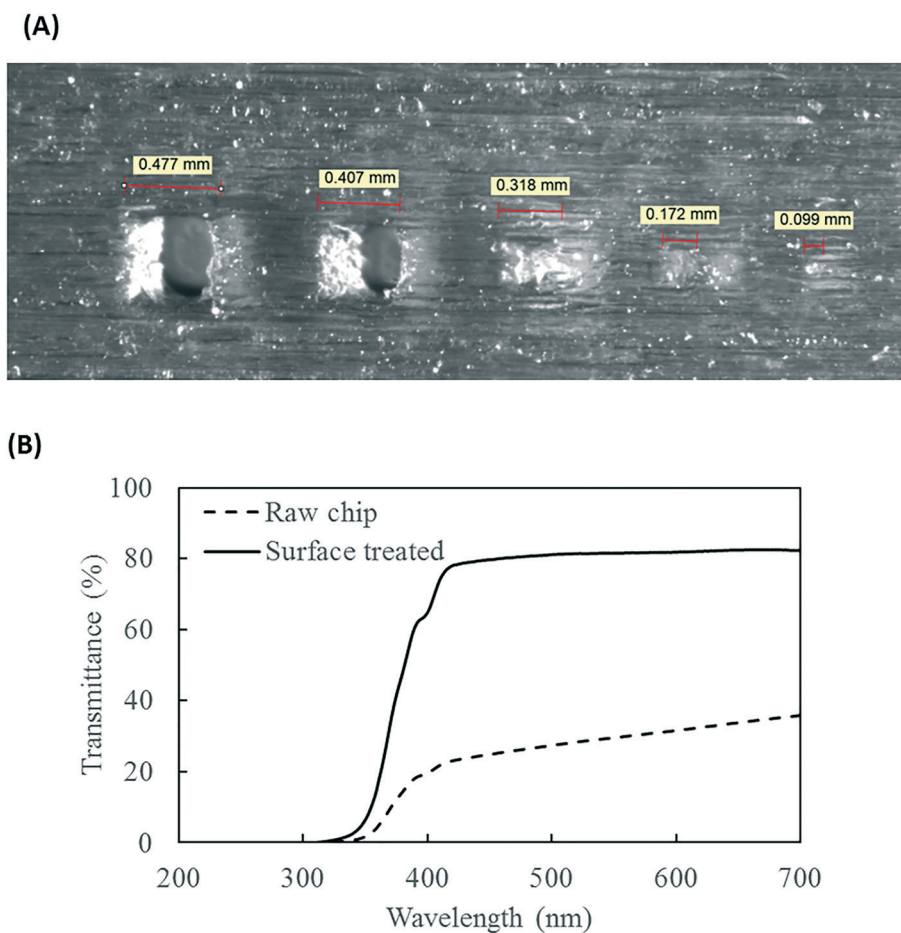 (A)
0.477 mm
0.407 mm
0.318 mm
0.172 mm
0.099 mm
(B)
100
80
60
40
20
0
Transmittance (%)
Raw chip
Surface treated
200 300 400 500 600 700
Wavelength (nm)